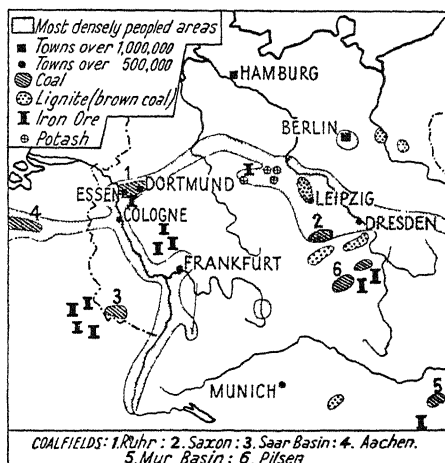 Most densely peopled areas
Towns over 1,000,000
Towns over 500,000
Coal
Lignite (brown coal)
Iron Ore
Potash
HAMBURG
BERLIN
1
ESSEN DORTMUND
LEIPZIG
4
COLOGNE
2
DRESDEN
FRANKFURT
6
3
MUNICH
5
COALFIELDS: 1. Ruhr: 2. Saxon: 3. Saar Basin: 4. Aachen.
5. Mur Basin: 6. Pilsen